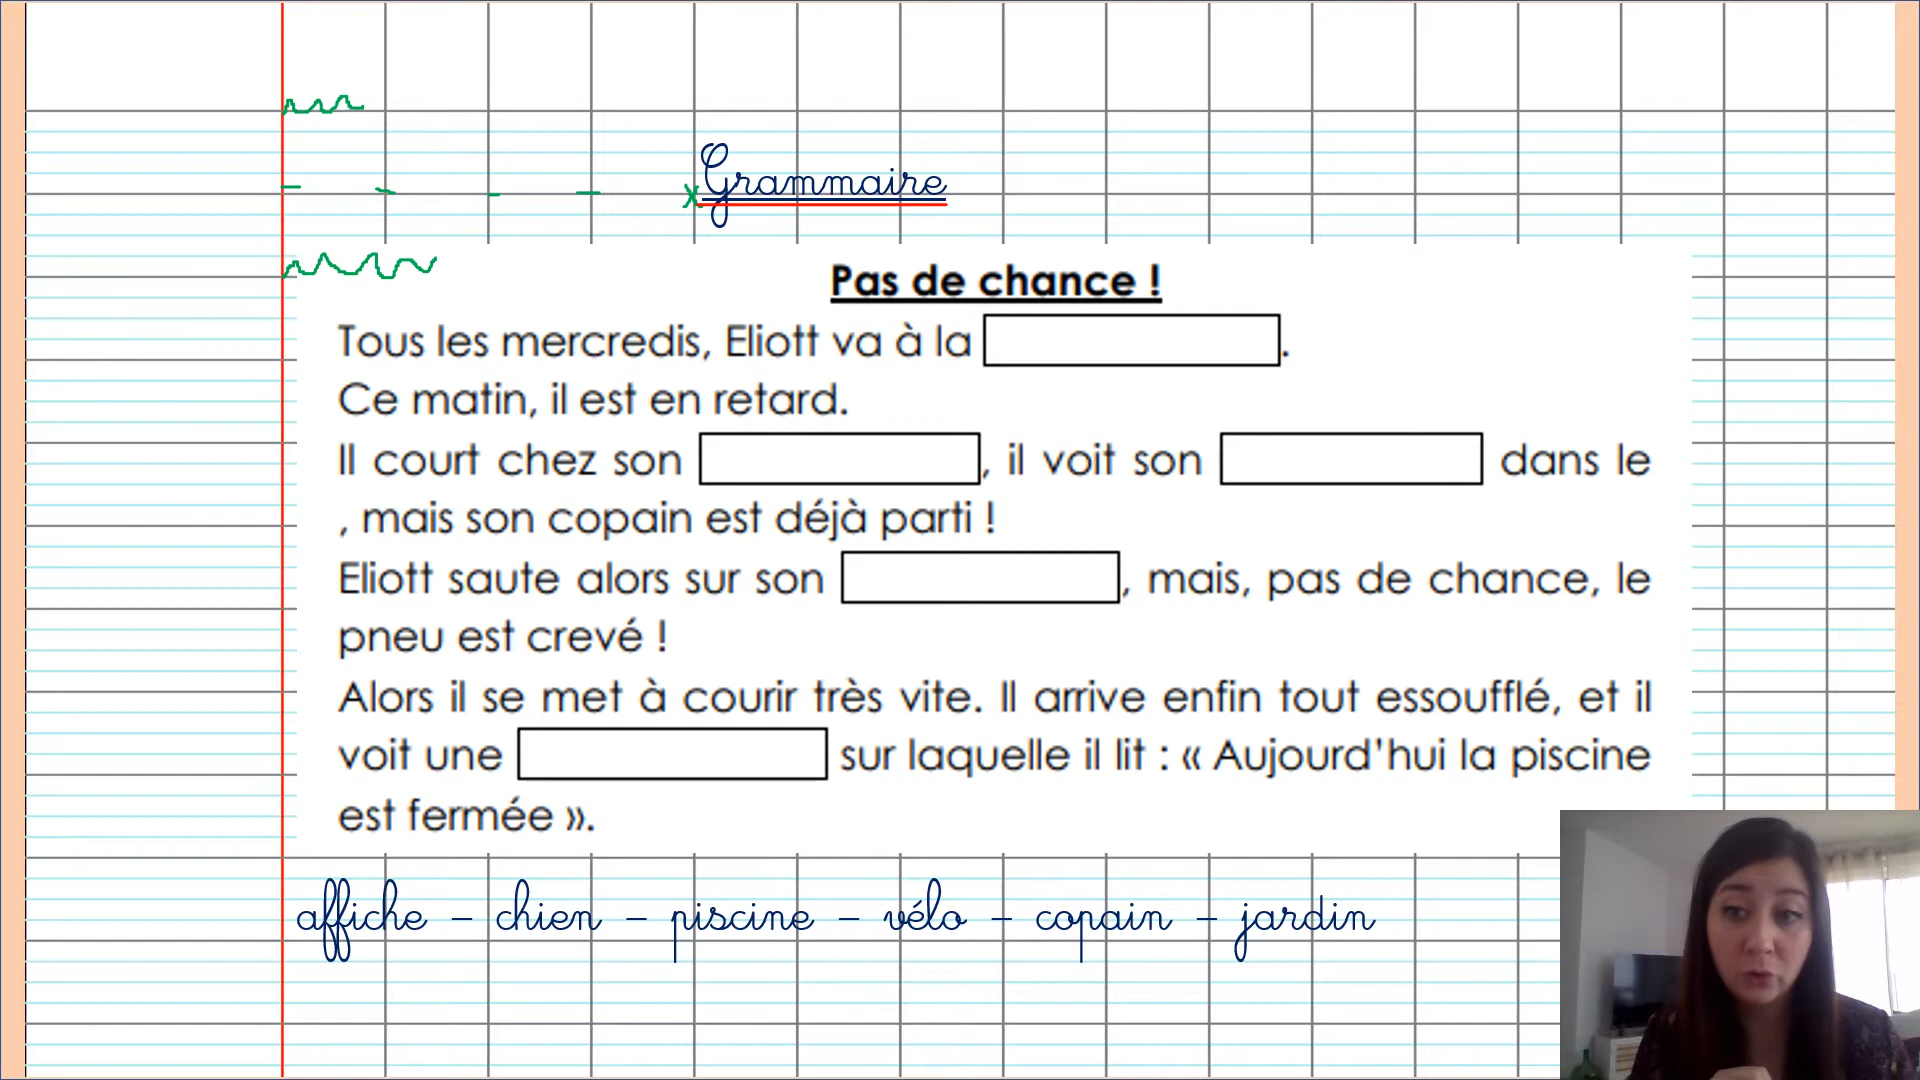 Grammaire
Pas de chance !
Tous les mercredis, Eliott va à la .
Ce matin, il est en retard.
Il court chez son , il voit son dans le
, mais son copain est déjà parti !
Eliott saute alors sur son , mais, pas de chance, le
pneu est crevé !
Alors il se met à courir très vite. Il arrive enfin tout essoufflé, et il
voit une sur laquelle il lit : « Aujourd'hui la piscine
est fermée ».
affiche – chien – piscine – vélo – copain – jardin